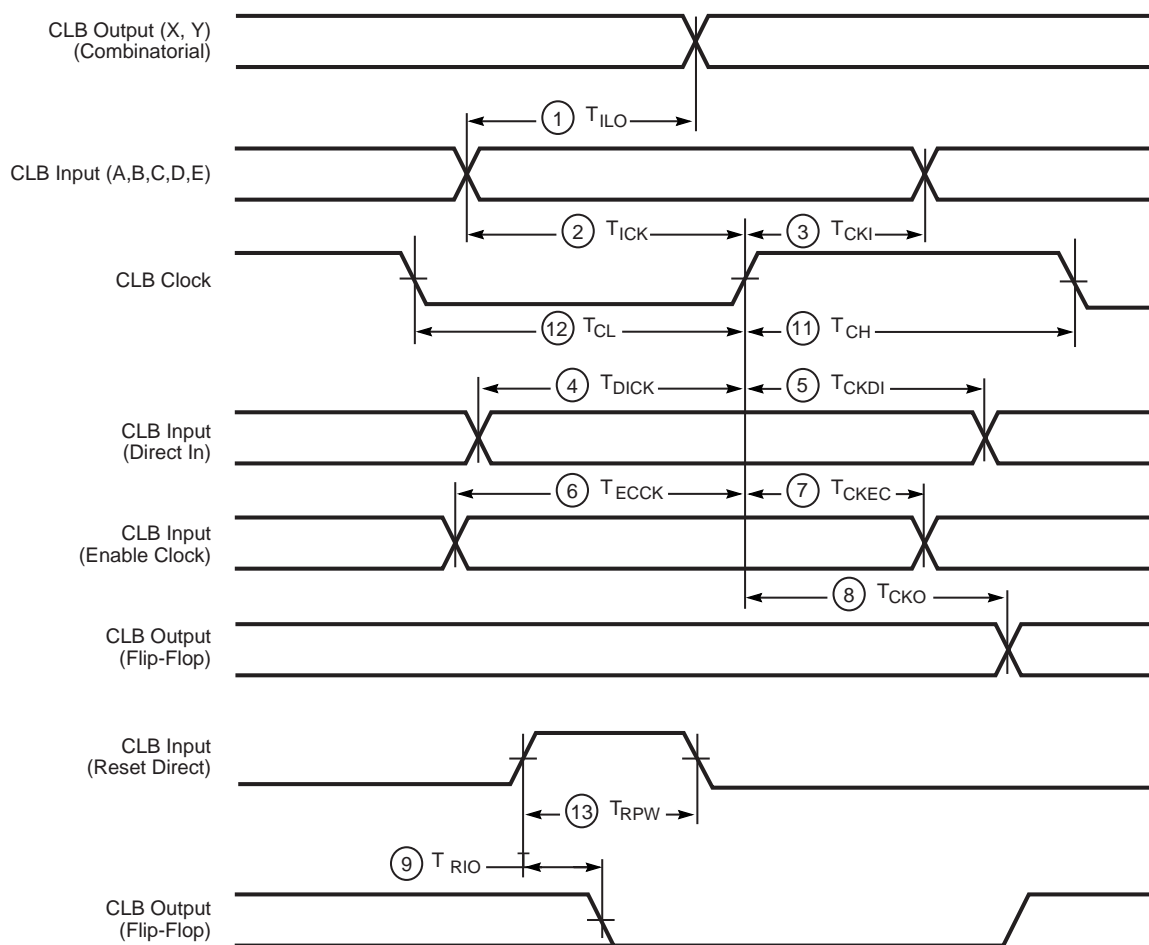 CLB Output (X, Y)
(Combinatorial)
1 TILO
CLB Input (A,B,C,D,E)
2 TICK
3 TCKI
CLB Clock
12 TCL
11 TCH
4 TDICK
5 TCKDI
CLB Input
(Direct In)
6 TECCK
7 TCKEC
CLB Input
(Enable Clock)
8 TCKO
CLB Output
(Flip-Flop)
CLB Input
(Reset Direct)
13 TRPW
9 T RIO
T
CLB Output
(Flip-Flop)